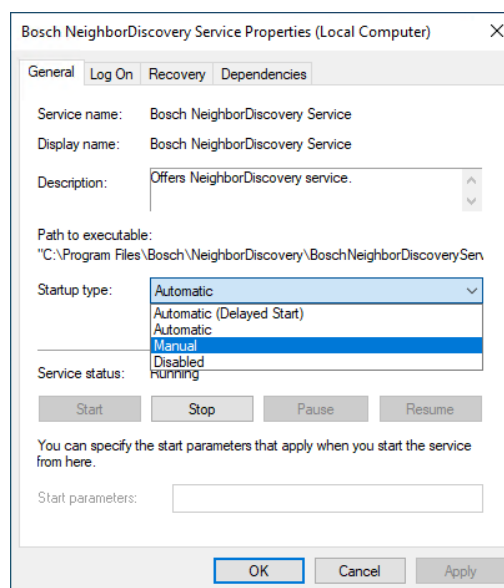 Bosch NeighborDiscovery Service Properties (Local Computer)
General Log On Recovery Dependencies
Service name: Bosch NeighborDiscovery Service
Display name: Bosch NeighborDiscovery Service
Description: Offers NeighborDiscovery service.
Path to executable:
"C:\Program Files\Bosch\NeighborDiscovery\BoschNeighborDiscoveryServ
Startup type: Automatic
Automatic (Delayed Start)
Automatic
Manual
Disabled
Service status: Running
Start Stop Pause Resume
You can specify the start parameters that apply when you start the service
from here.
Start parameters:
OK Cancel Apply